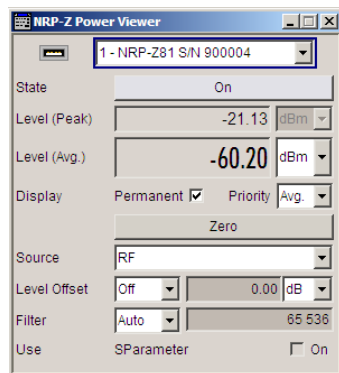 NRP-Z Power Viewer
1 - NRP-Z81 S/N 900004
State On
Level (Peak) -21.13 dBm
Level (Avg.) -60.20 dBm
Display Permanent Priority Avg.
Zero
Source RF
Level Offset Off 0.00 dB
Filter Auto 65 536
Use SParameter On